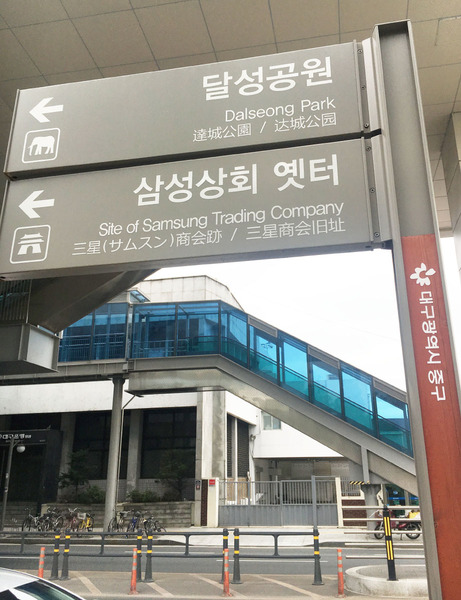 달성공원
Dalseong Park
達城公園 / 达城公园
삼성상회 옛터
Site of Samsung Trading Company
三星(サムスン)商会跡 / 三星商会旧址
대구광역시 중구